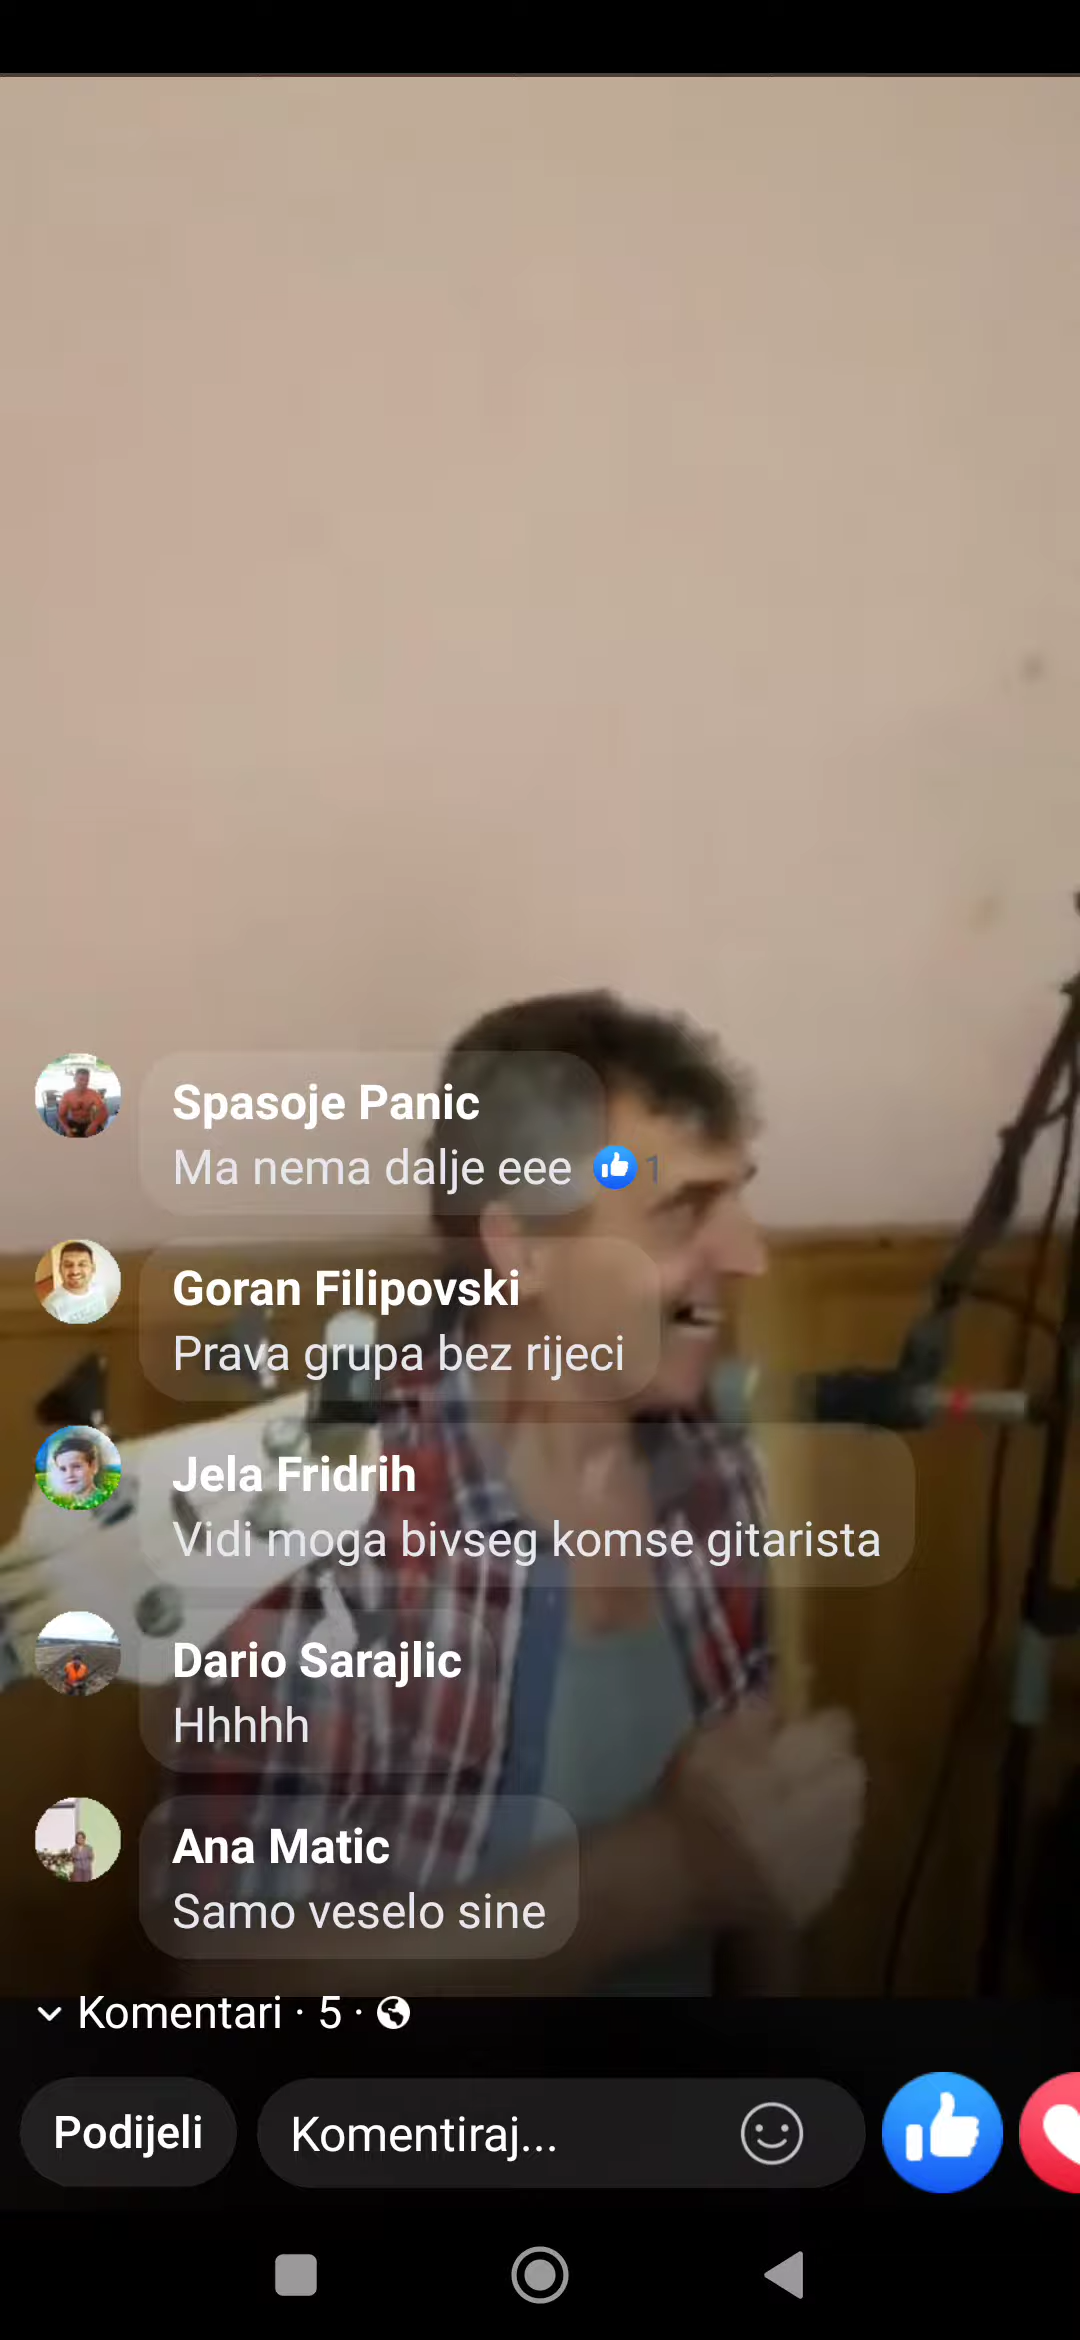 Spasoje Panic
Ma nema dalje eee 1
Goran Filipovski
Prava grupa bez rijeci
Jela Fridrih
Vidi moga bivseg komse gitarista
Dario Sarajlic
Hhhhh
Ana Matic
Samo veselo sine
Komentari · 5 ·
Podijeli
Komentiraj...